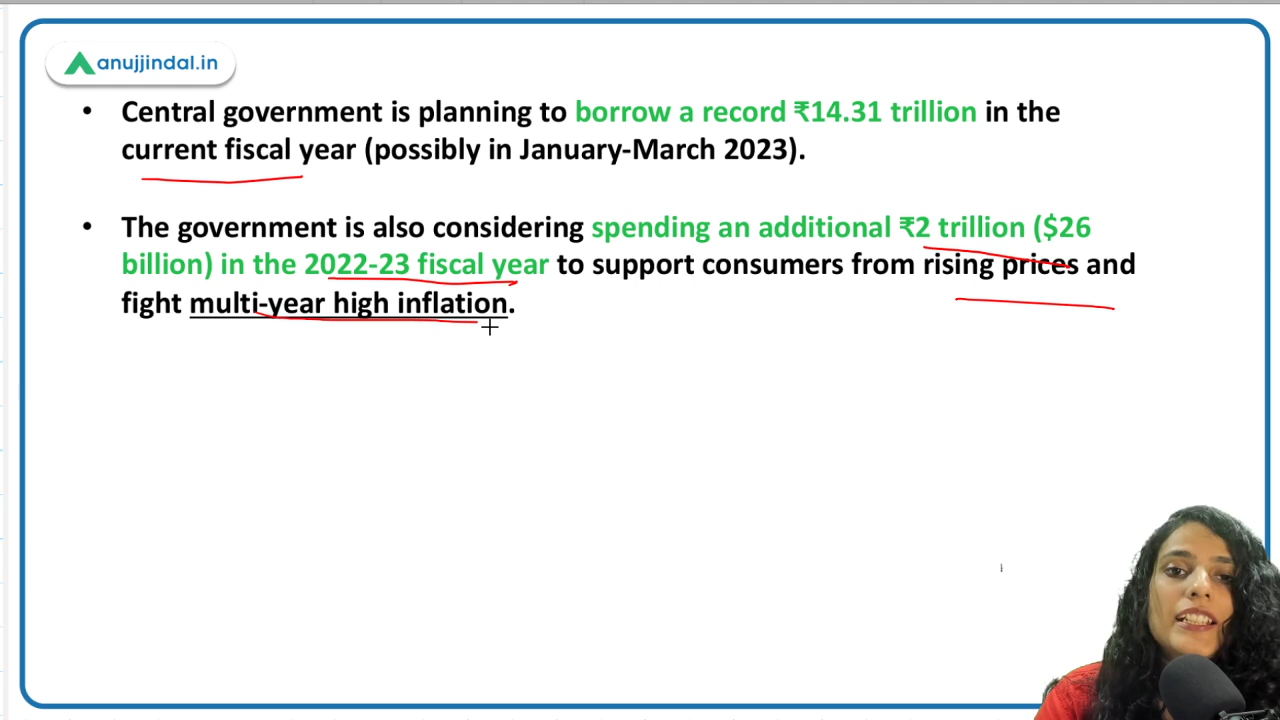 anujjindal.in
• Central government is planning to borrow a record ₹14.31 trillion in the
current fiscal year (possibly in January-March 2023).
• The government is also considering spending an additional ₹2 trillion ($26
billion) in the 2022-23 fiscal year to support consumers from rising prices and
fight multi-year high inflation.